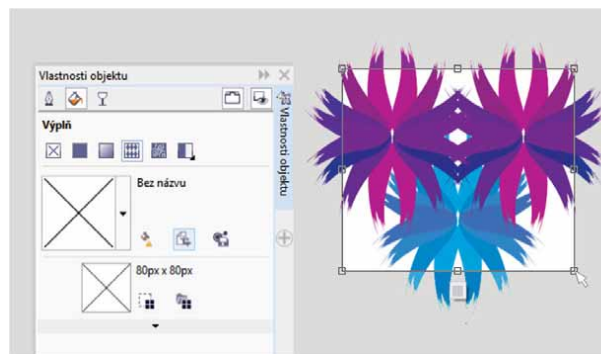 Vlastnosti objektu
Výplň
Bez názvu
80px x 80px
Vlastnosti objektu